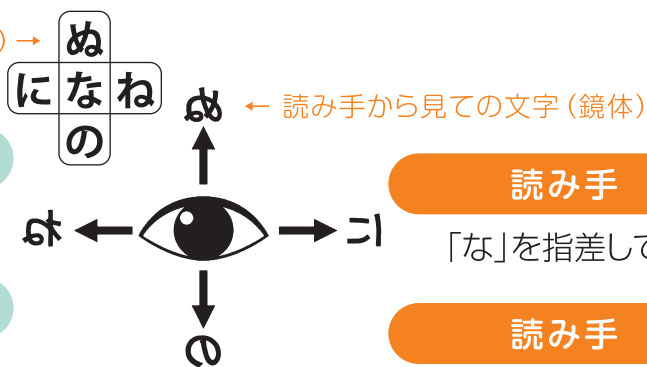 ) →
ぬ
になね
の
ぬ
← 読み手から見ての文字(鏡体)
ね
に
の
読み手
「な」を指差して
読み手